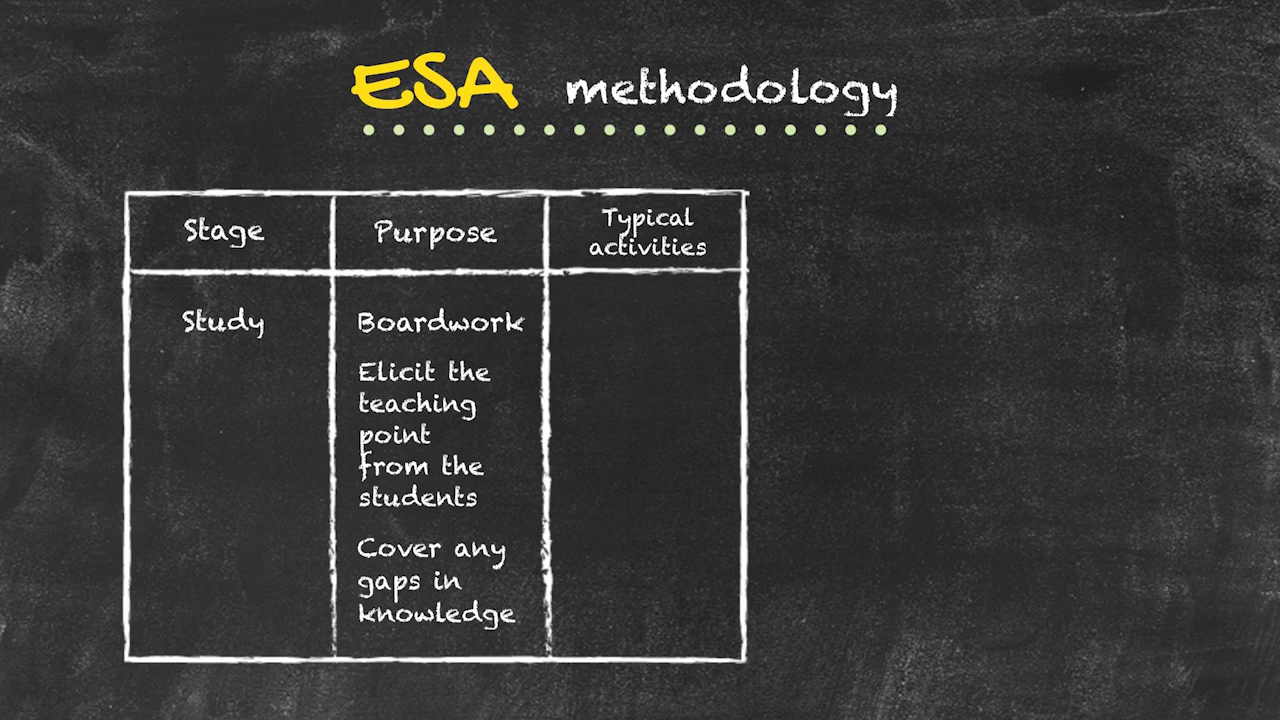 ESA methodology
Stage
Purpose
Typical
activities
Study
Boardwork
Elicit the
teaching
point
from the
students
Cover any
gaps in
knowledge